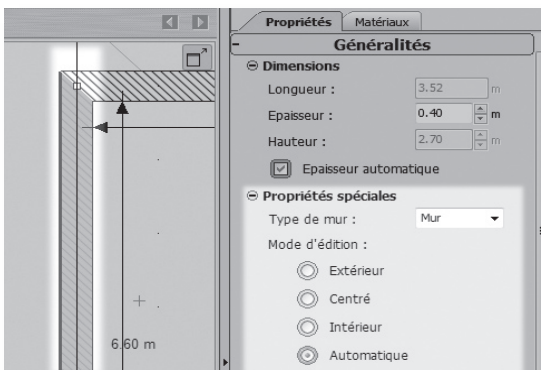 Propriétés Matériaux
- Généralités
Dimensions
Longueur : 3.52 m
Epaisseur : 0.40 m
Hauteur : 2.70 m
Epaisseur automatique
Propriétés spéciales
Type de mur : Mur
Mode d'édition :
Extérieur
Centré
Intérieur
Automatique
6.60 m